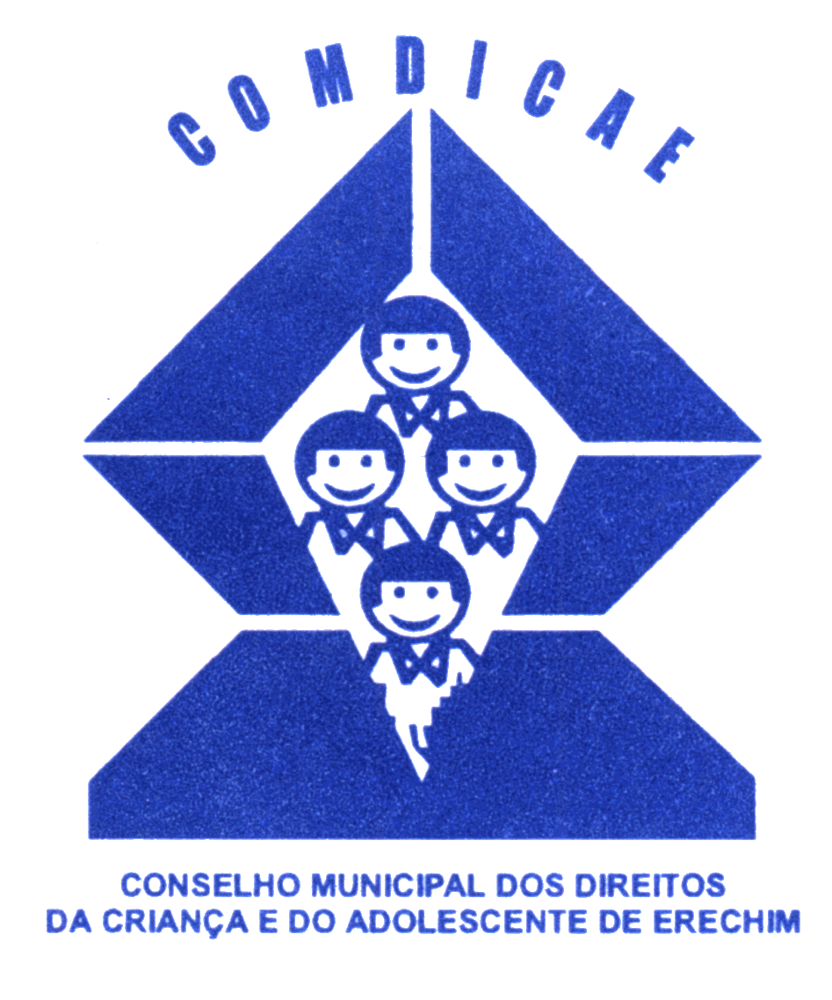 COMDICAE
CONSELHO MUNICIPAL DOS DIREITOS
DA CRIANÇA E DO ADOLESCENTE DE ERECHIM